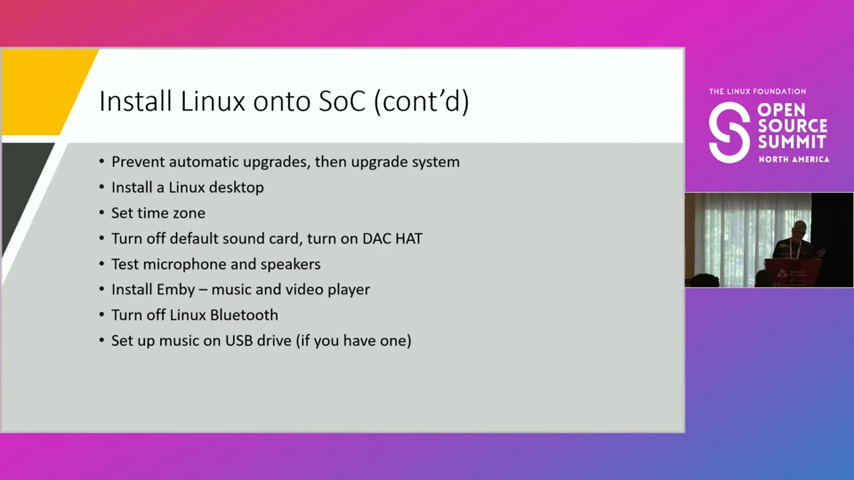 Install Linux onto SoC (cont'd)
• Prevent automatic upgrades, then upgrade system
• Install a Linux desktop
• Set time zone
• Turn off default sound card, turn on DAC HAT
• Test microphone and speakers
• Install Emby – music and video player
• Turn off Linux Bluetooth
• Set up music on USB drive (if you have one)
THE LINUX FOUNDATION
OPEN
SOURCE
SUMMIT
NORTH AMERICA